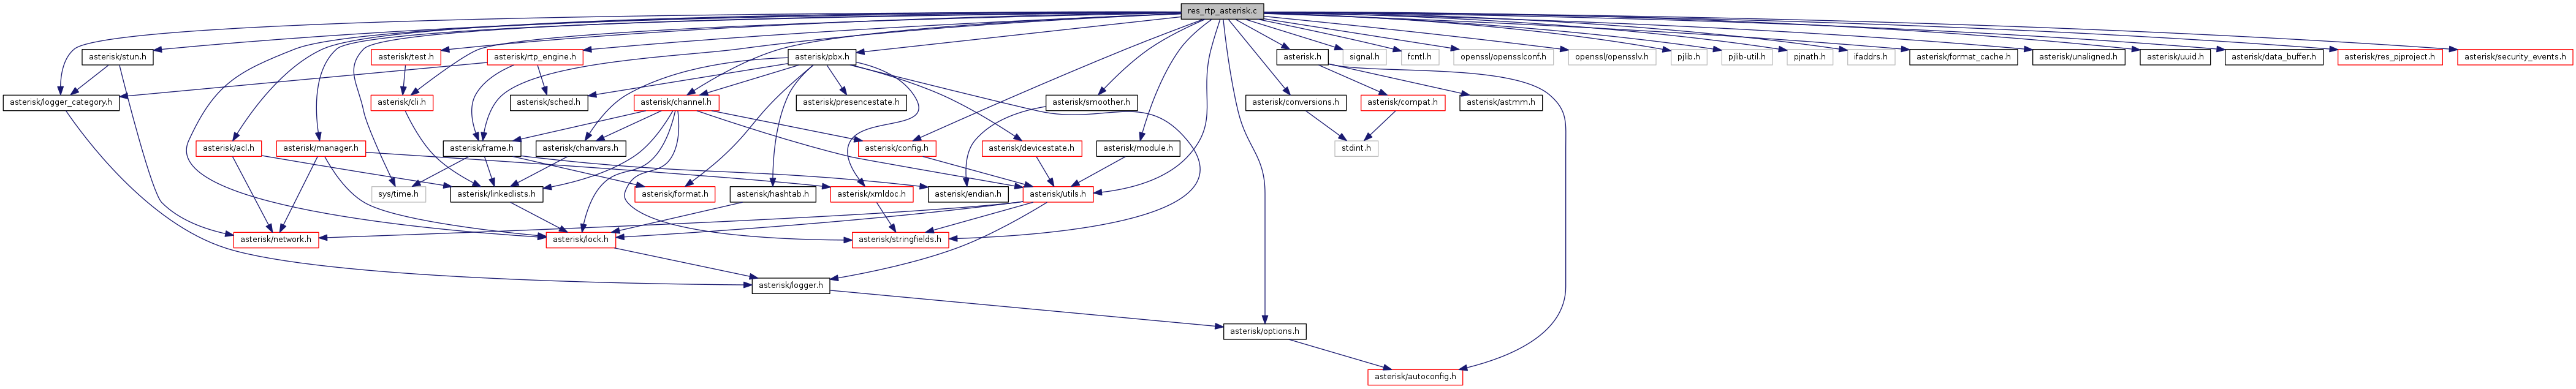 res_rtp_asterisk.c
asterisk/stun.h
asterisk/test.h
asterisk/rtp_engine.h
asterisk/pbx.h
asterisk.h
signal.h
fcntl.h
openssl/opensslconf.h
openssl/opensslv.h
pjlib.h
pjlib-util.h
pjnath.h
ifaddrs.h
asterisk/format_cache.h
asterisk/unaligned.h
asterisk/uuid.h
asterisk/data_buffer.h
asterisk/res_pjproject.h
asterisk/security_events.h
asterisk/logger_category.h
asterisk/cli.h
asterisk/sched.h
asterisk/channel.h
asterisk/presencestate.h
asterisk/smoother.h
asterisk/conversions.h
asterisk/compat.h
asterisk/astmm.h
asterisk/acl.h
asterisk/manager.h
asterisk/frame.h
asterisk/chanvars.h
asterisk/config.h
asterisk/devicestate.h
asterisk/module.h
stdint.h
sys/time.h
asterisk/linkedlists.h
asterisk/format.h
asterisk/hashtab.h
asterisk/xmldoc.h
asterisk/endian.h
asterisk/utils.h
asterisk/network.h
asterisk/lock.h
asterisk/stringfields.h
asterisk/logger.h
asterisk/options.h
asterisk/autoconfig.h